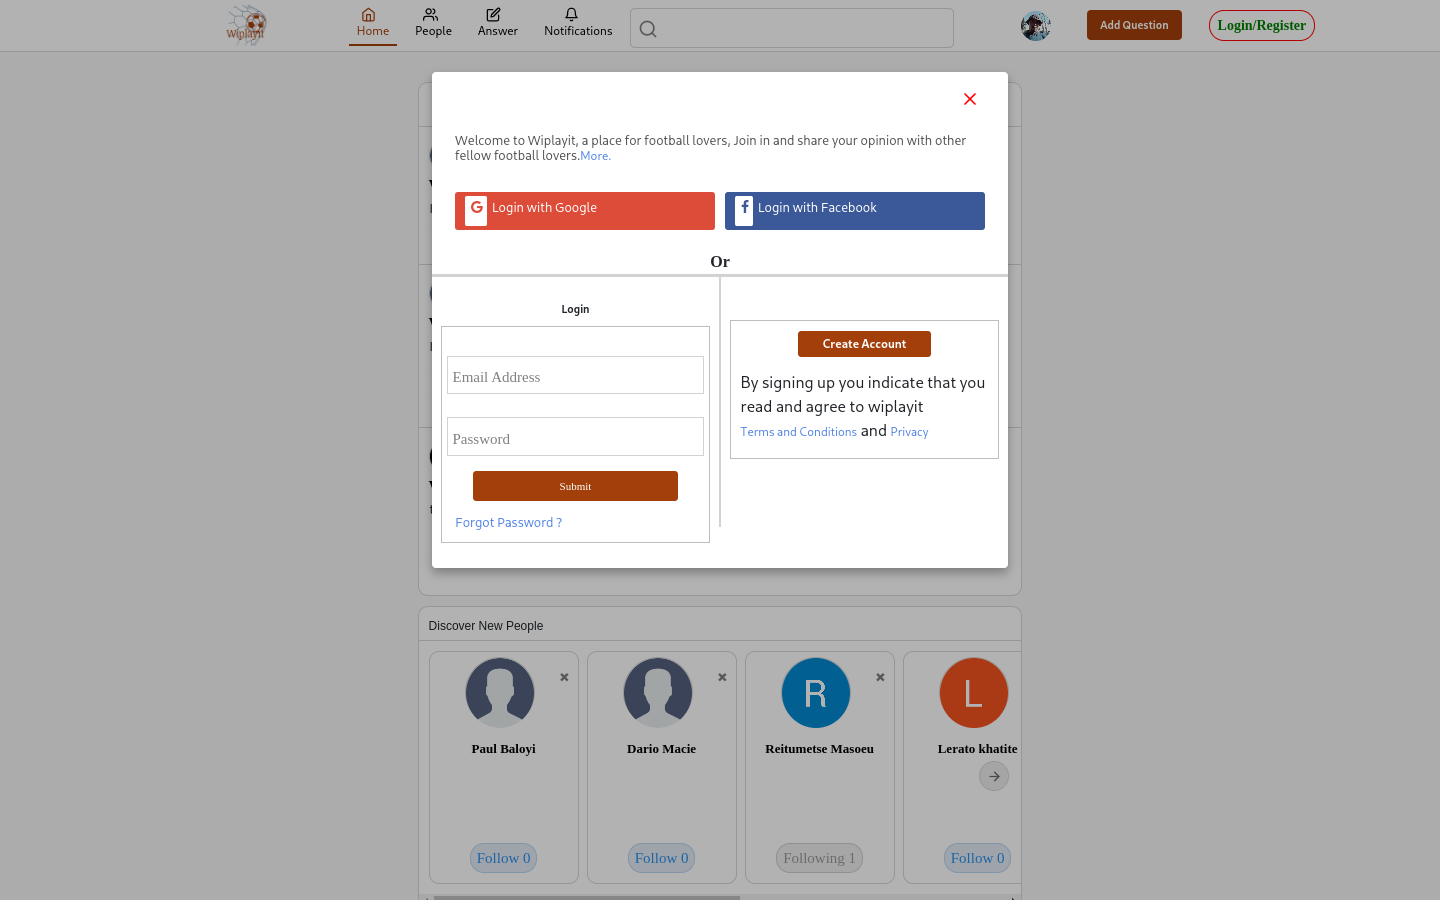 Wiplayit
Home
People
Answer
Notifications
Add Question
Login/Register
Welcome to Wiplayit, a place for football lovers, Join in and share your opinion with other
fellow football lovers.More.
G Login with Google
f Login with Facebook
Or
Login
Email Address
Password
Submit
Forgot Password ?
Create Account
By signing up you indicate that you
read and agree to wiplayit
Terms and Conditions and Privacy
Discover New People
R
L
Paul Baloyi
Dario Macie
Reitumetse Masoeu
Lerato khatite
Follow 0
Follow 0
Following 1
Follow 0